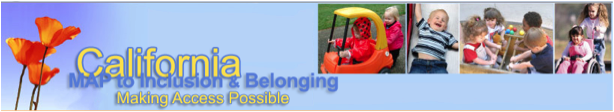 California
MAP to Inclusion & Belonging
Making Access Possible